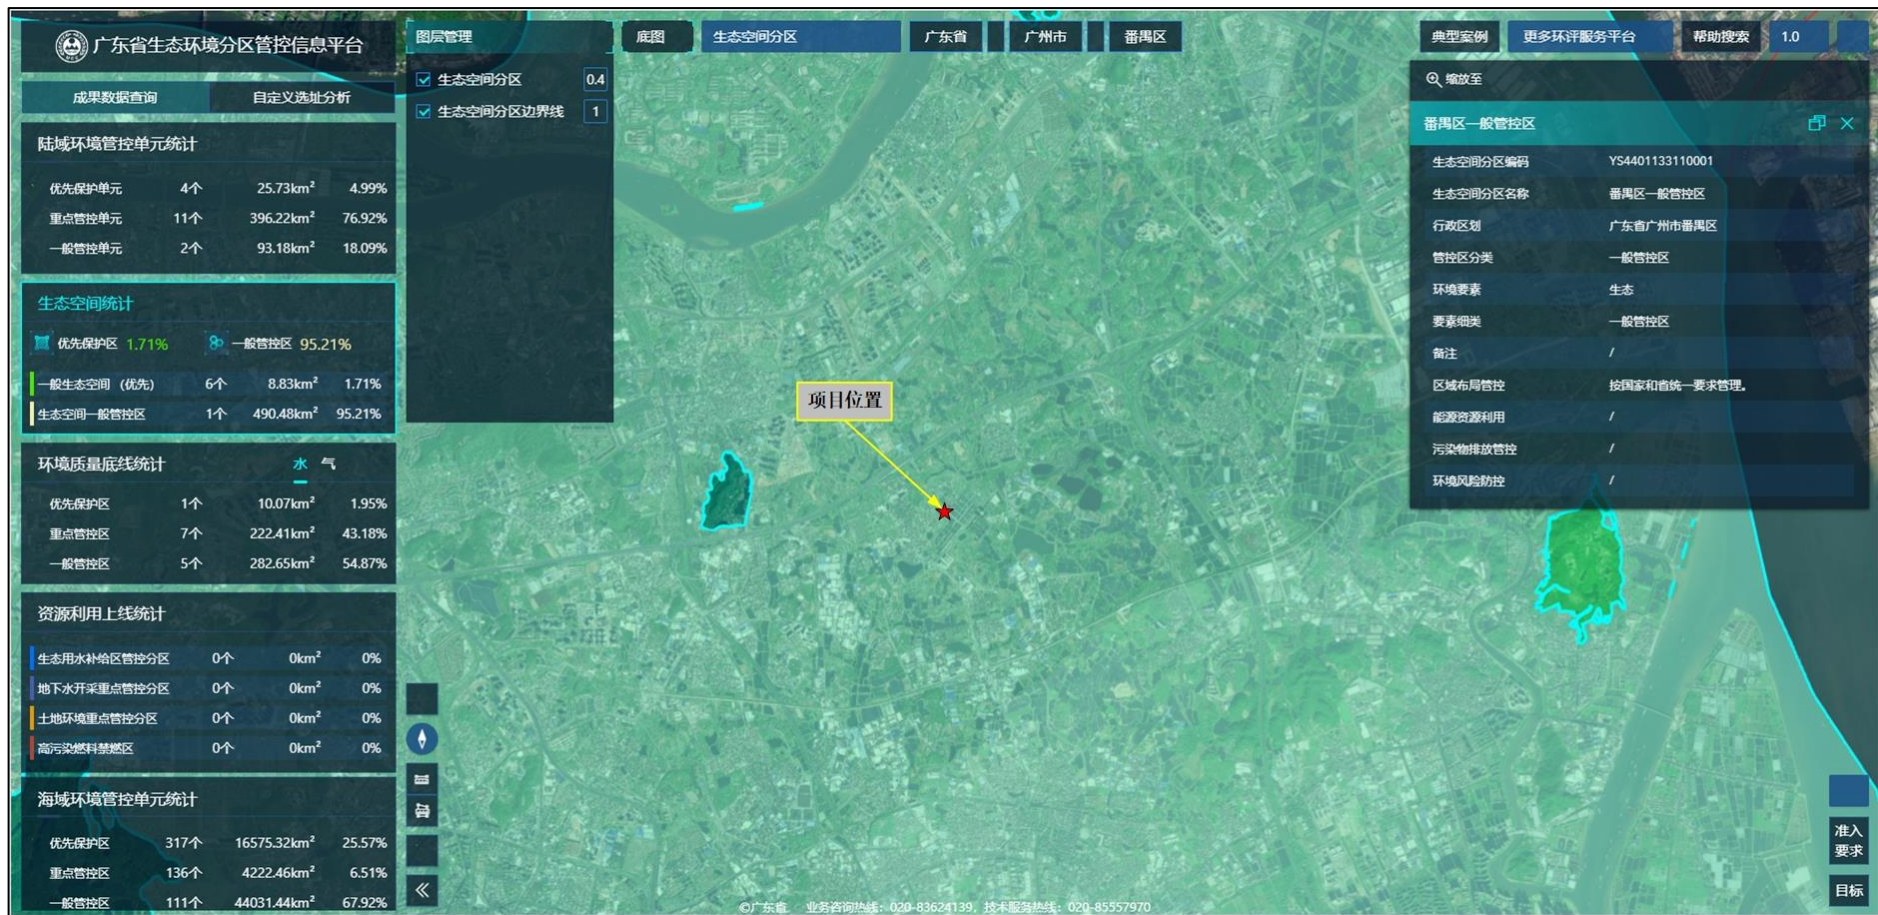 广东省生态环境分区管控信息平台
成果数据查询 自定义选址分析
陆域环境管控单元统计
优先保护单元 4个 25.73km² 4.99%
重点管控单元 11个 396.22km² 76.92%
一般管控单元 2个 93.18km² 18.09%
生态空间统计
优先保护区 1.71% 一般管控区 95.21%
一般生态空间（优先） 6个 8.83km² 1.71%
生态空间一般管控区 1个 490.48km² 95.21%
环境质量底线统计 水 气
优先保护区 1个 10.07km² 1.95%
重点管控区 7个 222.41km² 43.18%
一般管控区 5个 282.65km² 54.87%
资源利用上线统计
生态用水补给区管控分区 0个 0km² 0%
地下水开采重点管控分区 0个 0km² 0%
土地环境重点管控分区 0个 0km² 0%
高污染燃料禁燃区 0个 0km² 0%
海域环境管控单元统计
优先保护区 317个 16575.32km² 25.57%
重点管控区 136个 4222.46km² 6.51%
一般管控区 111个 44031.44km² 67.92%
图层管理
生态空间分区 0.4
生态空间分区边界线 1
底图 生态空间分区 广东省 广州市 番禺区
典型案例 更多环评服务平台 帮助搜索 1.0
项目位置
缩放至
番禺区一般管控区
生态空间分区编码 YS4401133110001
生态空间分区名称 番禺区一般管控区
行政区划 广东省广州市番禺区
管控区分类 一般管控区
环境要素 生态
要素细类 一般管控区
备注 /
区域布局管控 按国家和省统一要求管理。
能源资源利用 /
污染物排放管控 /
环境风险防控 /
准入
要求
目标
©广东省 业务咨询热线：020-83624139，技术服务热线：020-85557970